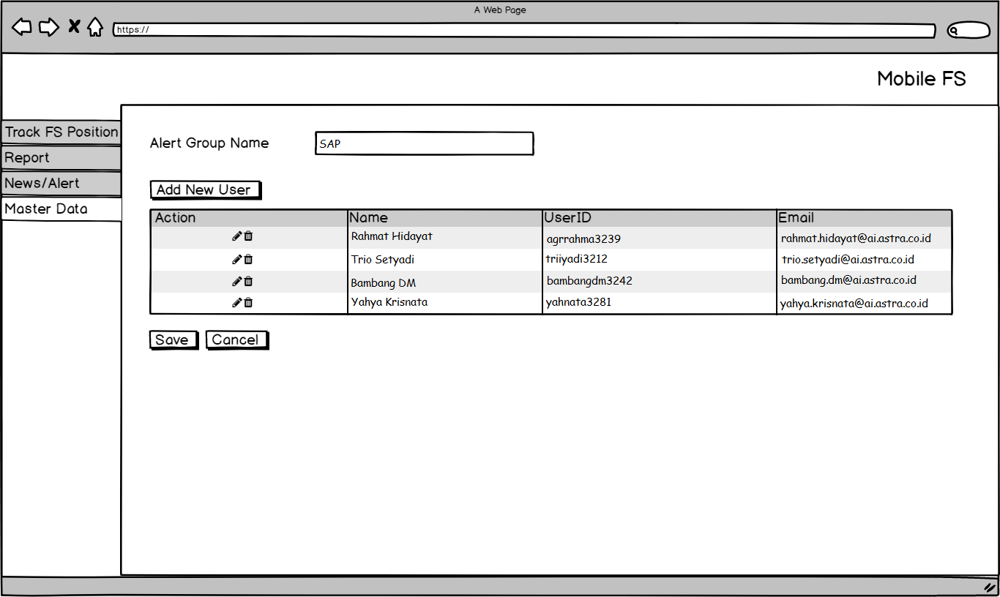 A Web Page
https://
Mobile FS
Track FS Position
Report
News/Alert
Master Data
Alert Group Name SAP
Add New User
Action Name UserID Email
Rahmat Hidayat agrrahma3239 rahmat.hidayat@ai.astra.co.id
Trio Setyadi triiyadi3212 trio.setyadi@ai.astra.co.id
Bambang DM bambangdm3242 bambang.dm@ai.astra.co.id
Yahya Krisnata yahnata3281 yahya.krisnata@ai.astra.co.id
Save Cancel